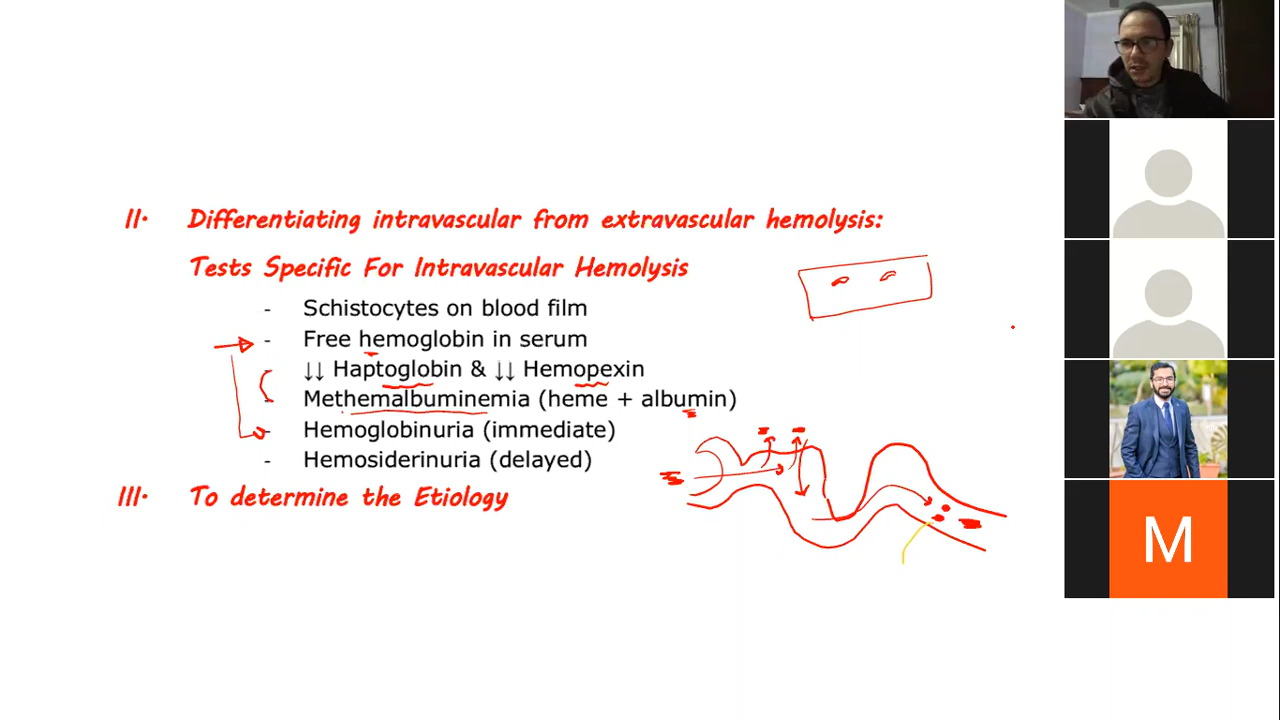 II. Differentiating intravascular from extravascular hemolysis:
Tests Specific For Intravascular Hemolysis
- Schistocytes on blood film
- Free hemoglobin in serum
- ↓↓ Haptoglobin & ↓↓ Hemopexin
- Methemalbuminemia (heme + albumin)
- Hemoglobinuria (immediate)
- Hemosiderinuria (delayed)
III. To determine the Etiology
M